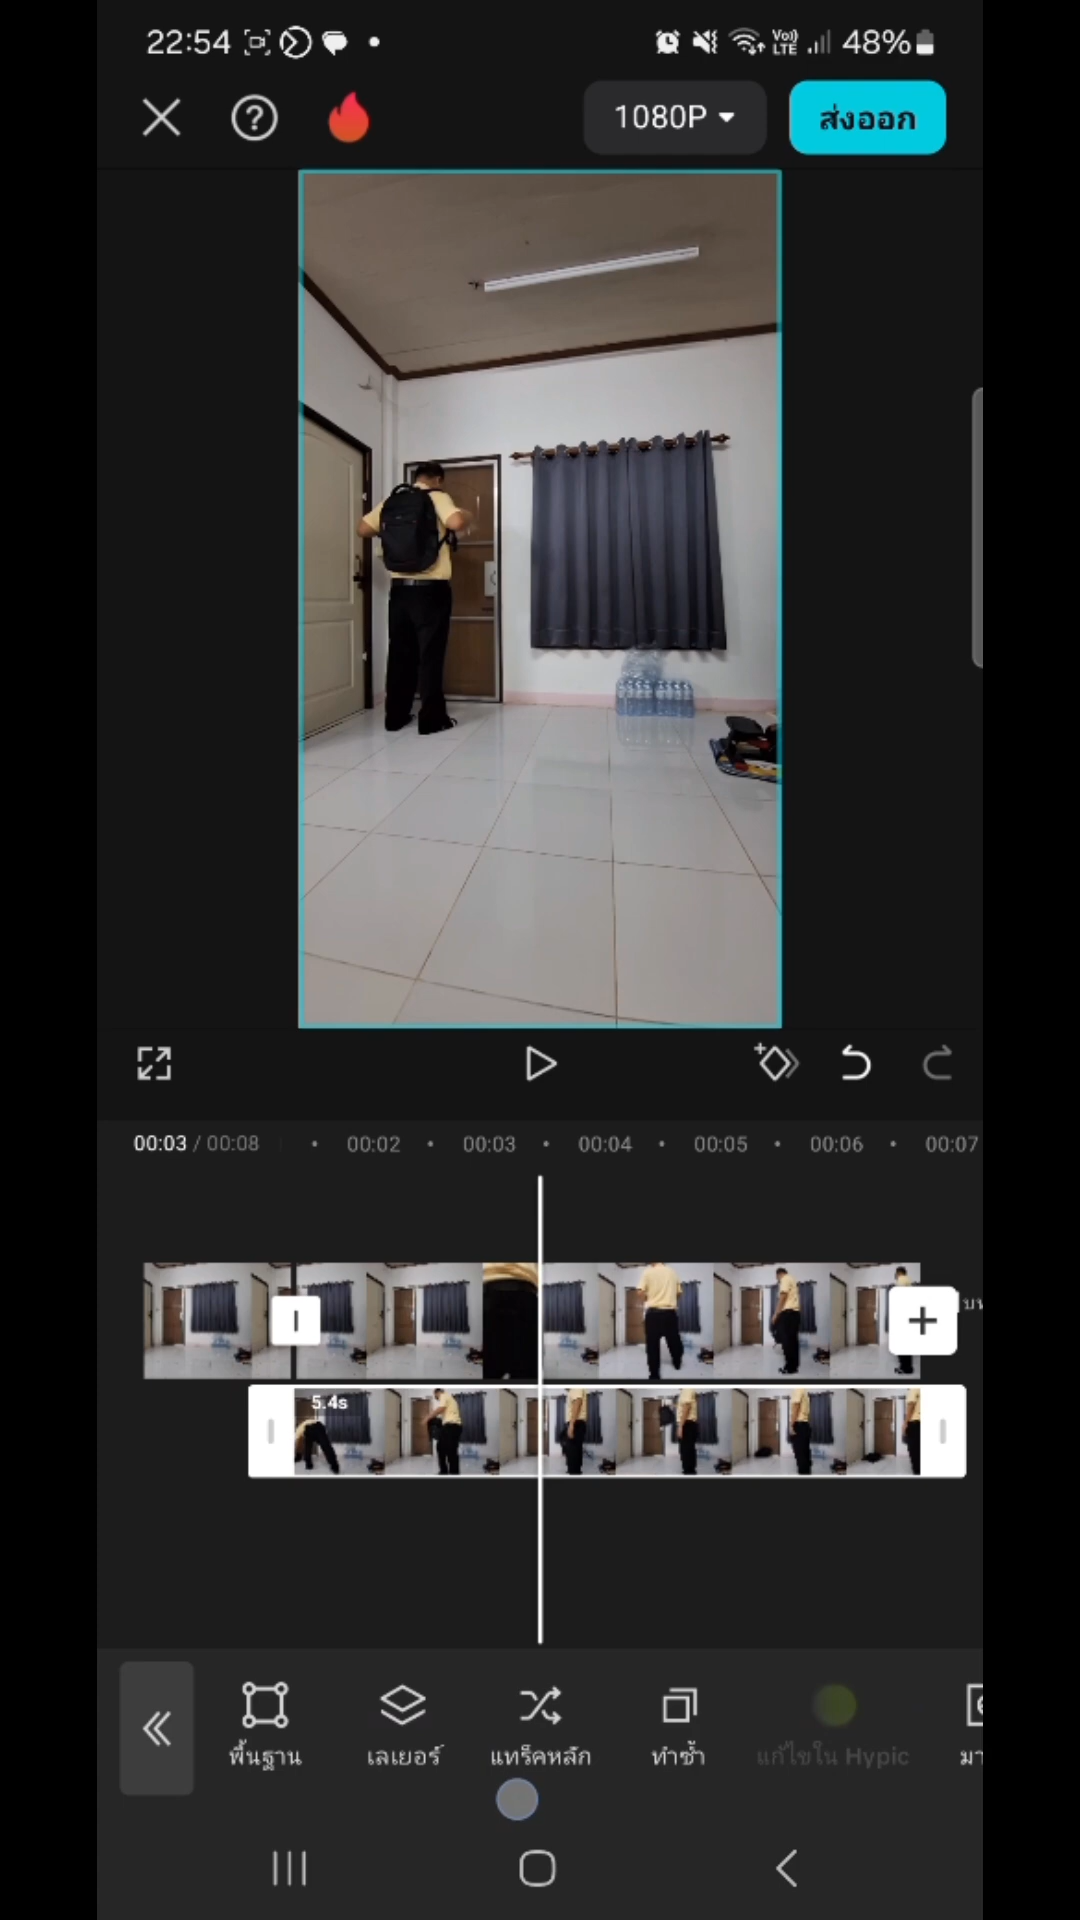 22:54 Vo) LTE 48%
1080P ส่งออก
00:03 / 00:08 00:02 00:03 00:04 00:05 00:06 00:07
5.4s
พื้นฐาน เลเยอร์ แทร็คหลัก ทำซ้ำ แก้ไขใน Hypic